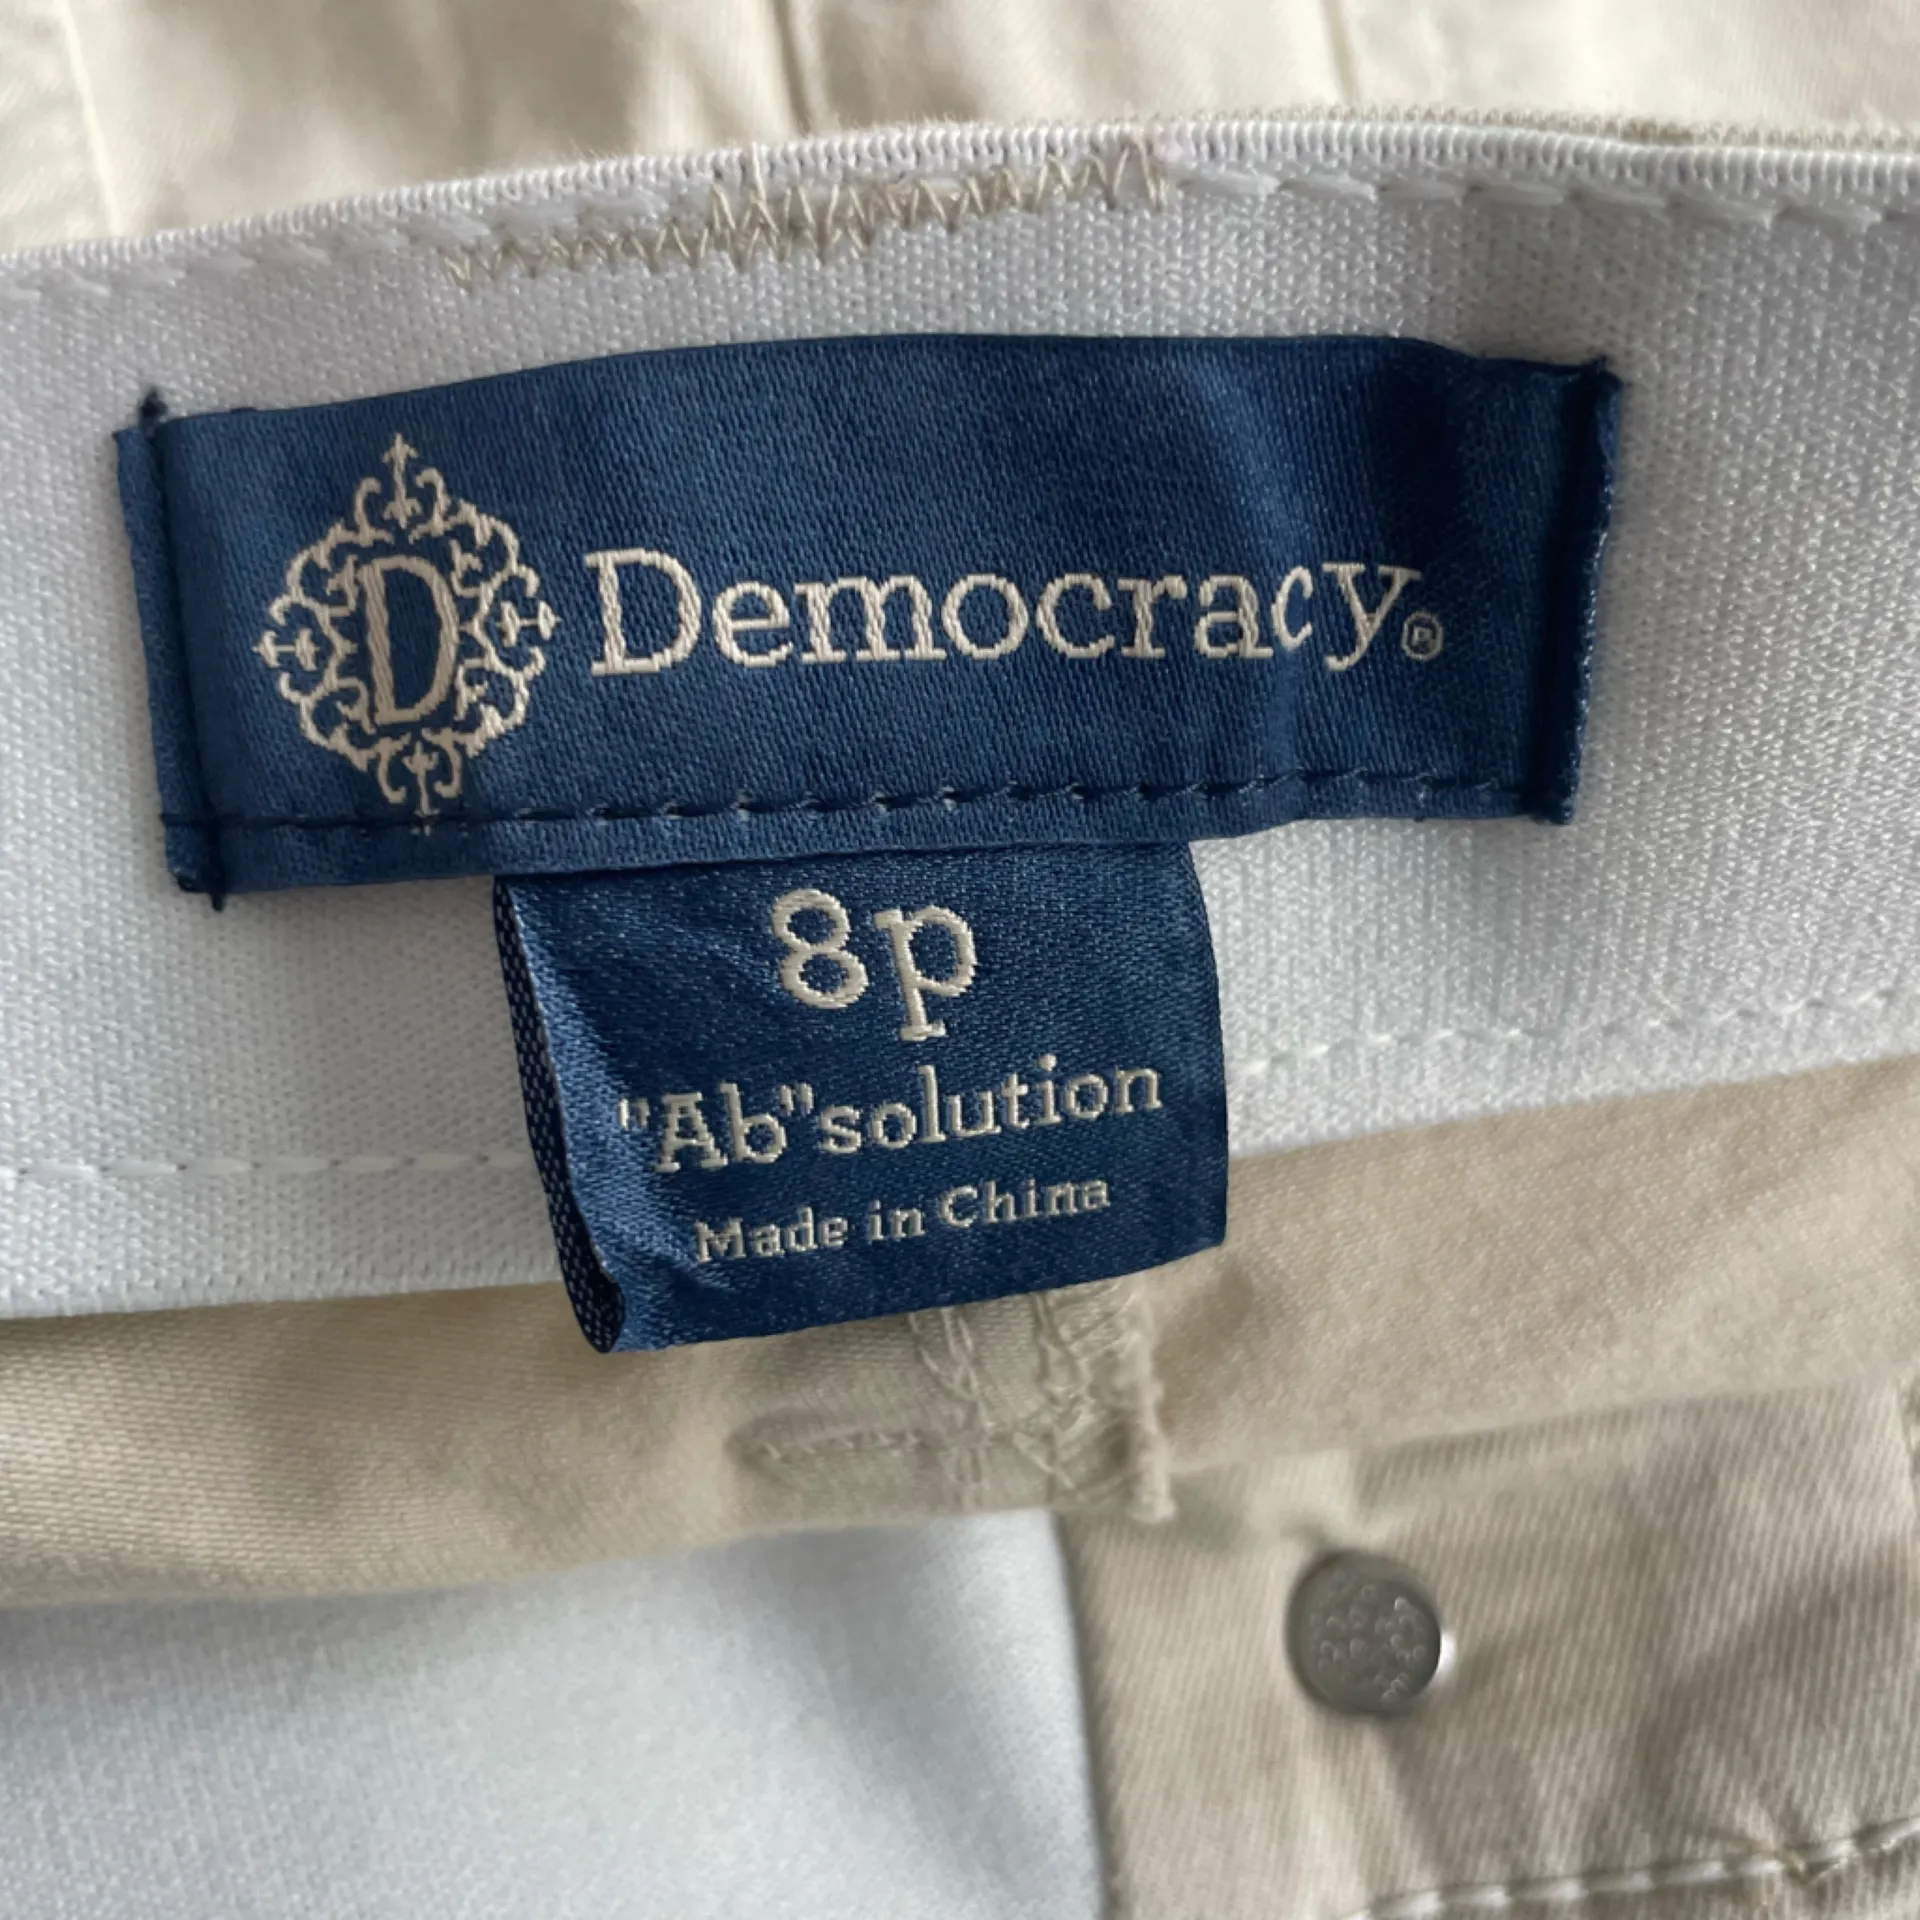 D Democracy®
8p
"Ab"solution
Made in China